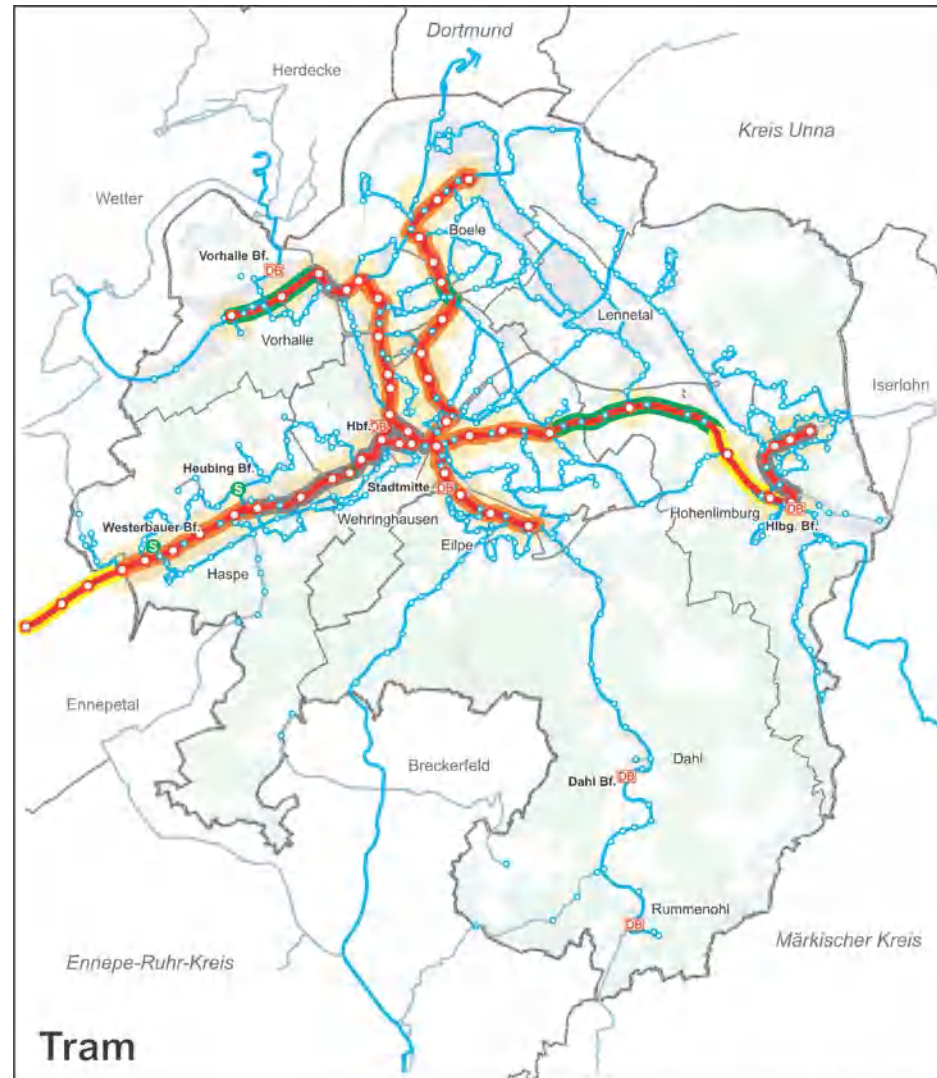 Dortmund
Herdecke
Kreis Unna
Wetter
Boele
Vorhalle Bf.
DB
Lennetal
Vorhalle
Iserlohn
Hbf.
DB
Heubing Bf.
S
Stadtmitte
DB
Hohenlimburg
DB
Wehringhausen
Hlbg. Bf.
Westerbauer Bf.
S
Eilpe
Haspe
Ennepetal
Breckerfeld
Dahl
Dahl Bf.
DB
Rummenohl
DB
Märkischer Kreis
Ennepe-Ruhr-Kreis
Tram